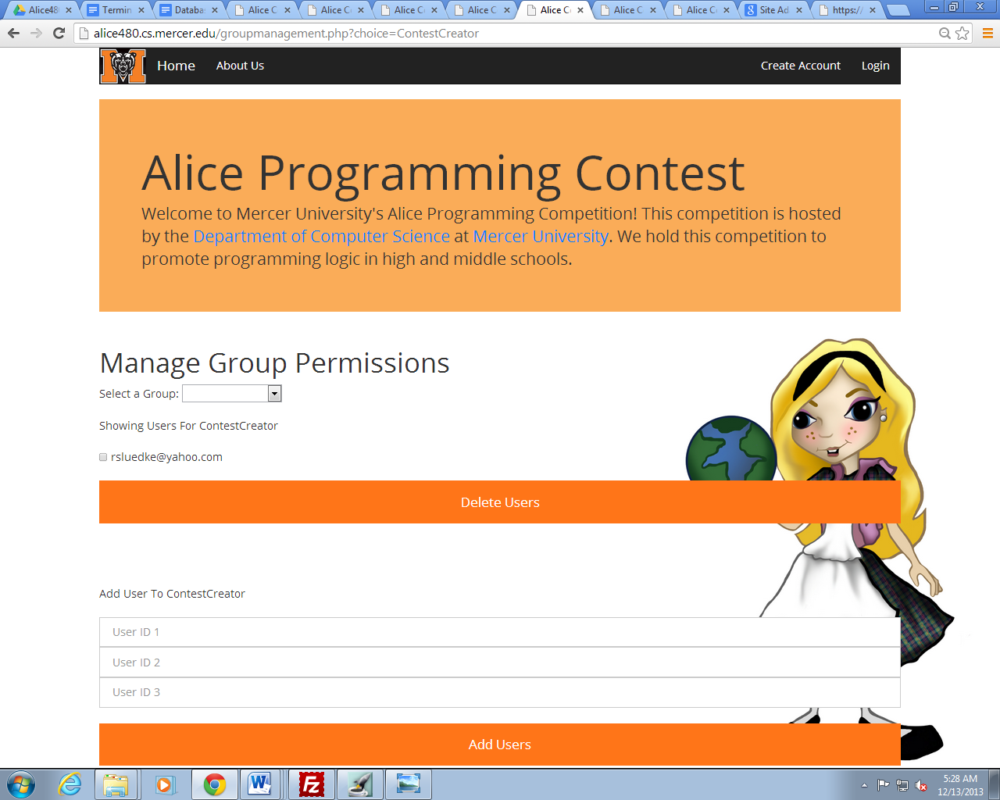 Alice48
Termin
Databa
Alice C
Alice C
Alice C
Alice C
Alice C
Alice C
Alice C
Site Ad
https://
alice480.cs.mercer.edu/groupmanagement.php?choice=ContestCreator
Home About Us Create Account Login
Alice Programming Contest
Welcome to Mercer University's Alice Programming Competition! This competition is hosted
by the Department of Computer Science at Mercer University. We hold this competition to
promote programming logic in high and middle schools.
Manage Group Permissions
Select a Group:
Showing Users For ContestCreator
rsluedke@yahoo.com
Delete Users
Add User To ContestCreator
User ID 1
User ID 2
User ID 3
Add Users
5:28 AM
12/13/2013